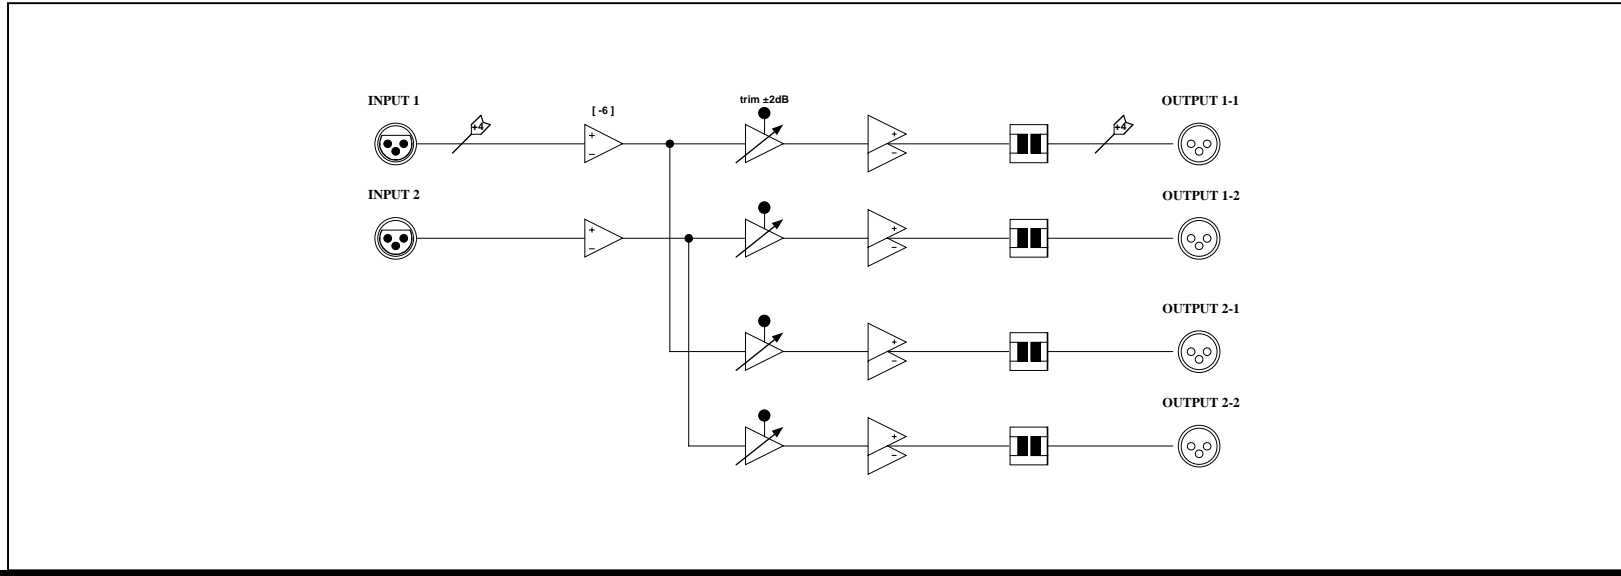 trim ±2dB
INPUT 1
[ -6 ]
OUTPUT 1-1
+4
+4
+
−
+
-
INPUT 2
OUTPUT 1-2
+
−
+
-
OUTPUT 2-1
+
-
OUTPUT 2-2
+
-